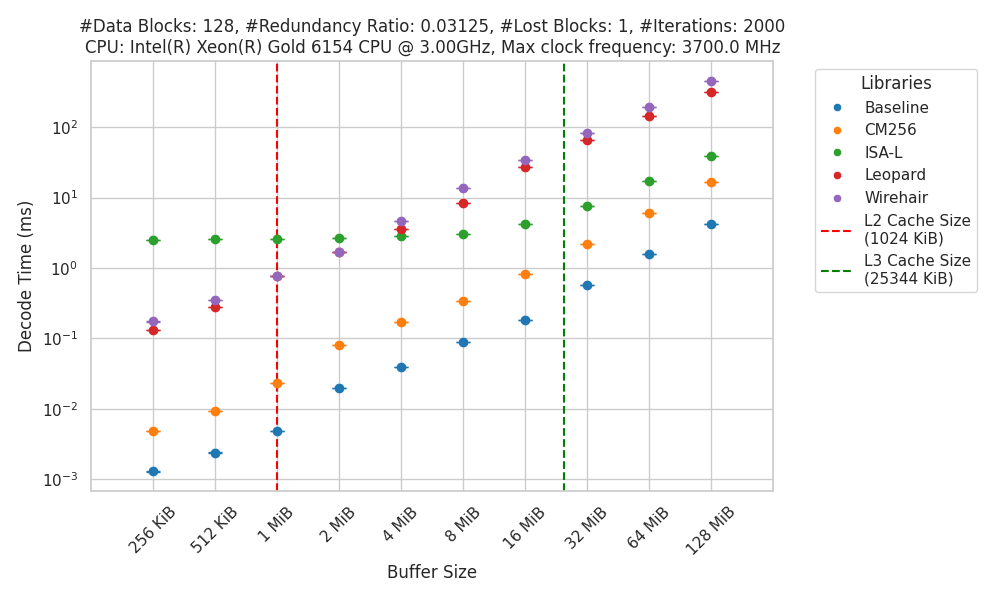 #Data Blocks: 128, #Redundancy Ratio: 0.03125, #Lost Blocks: 1, #Iterations: 2000
CPU: Intel(R) Xeon(R) Gold 6154 CPU @ 3.00GHz, Max clock frequency: 3700.0 MHz
Decode Time (ms)
10²
10¹
10⁰
10⁻¹
10⁻²
10⁻³
256 KiB
512 KiB
1 MiB
2 MiB
4 MiB
8 MiB
16 MiB
32 MiB
64 MiB
128 MiB
Buffer Size
Libraries
Baseline
CM256
ISA-L
Leopard
Wirehair
L2 Cache Size
(1024 KiB)
L3 Cache Size
(25344 KiB)